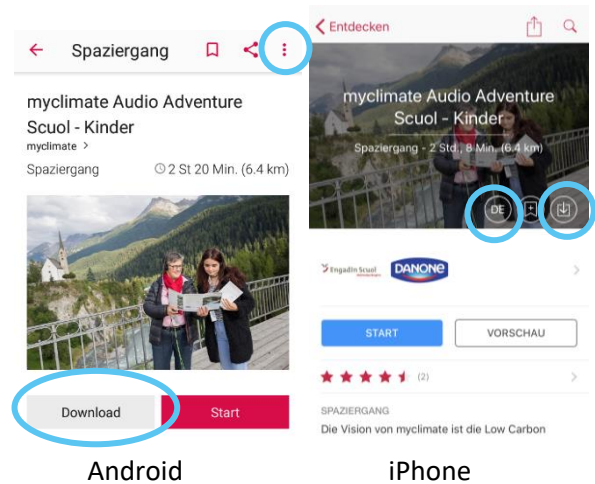 Spaziergang
myclimate Audio Adventure
Scuol - Kinder
myclimate >
Spaziergang 2 St 20 Min. (6.4 km)
Download Start
Android
Entdecken
myclimate Audio Adventure
Scuol - Kinder
Spaziergang - 2 Std., 8 Min. (6.4 km)
DE
Engadin Scuol DANONE
START VORSCHAU
(2)
SPAZIERGANG
Die Vision von myclimate ist die Low Carbon
iPhone